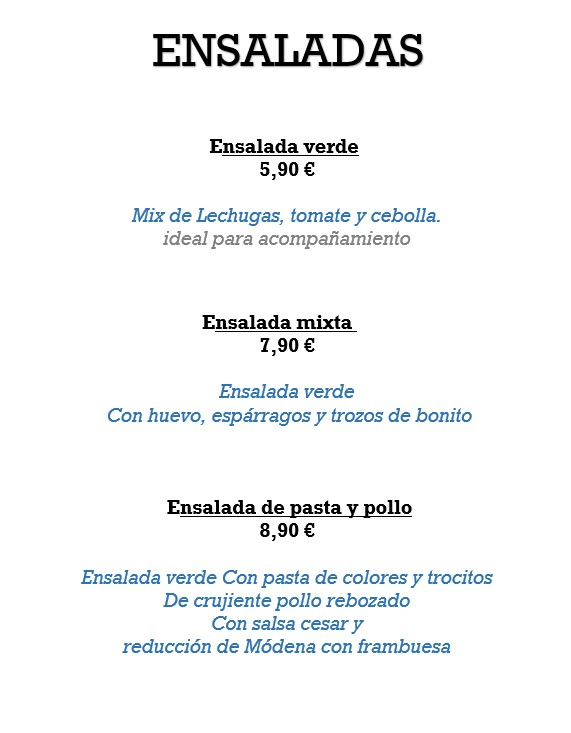 ENSALADAS
Ensalada verde
5,90 €
Mix de Lechugas, tomate y cebolla.
ideal para acompañamiento
Ensalada mixta
7,90 €
Ensalada verde
Con huevo, espárragos y trozos de bonito
Ensalada de pasta y pollo
8,90 €
Ensalada verde Con pasta de colores y trocitos
De crujiente pollo rebozado
Con salsa cesar y
reducción de Módena con frambuesa